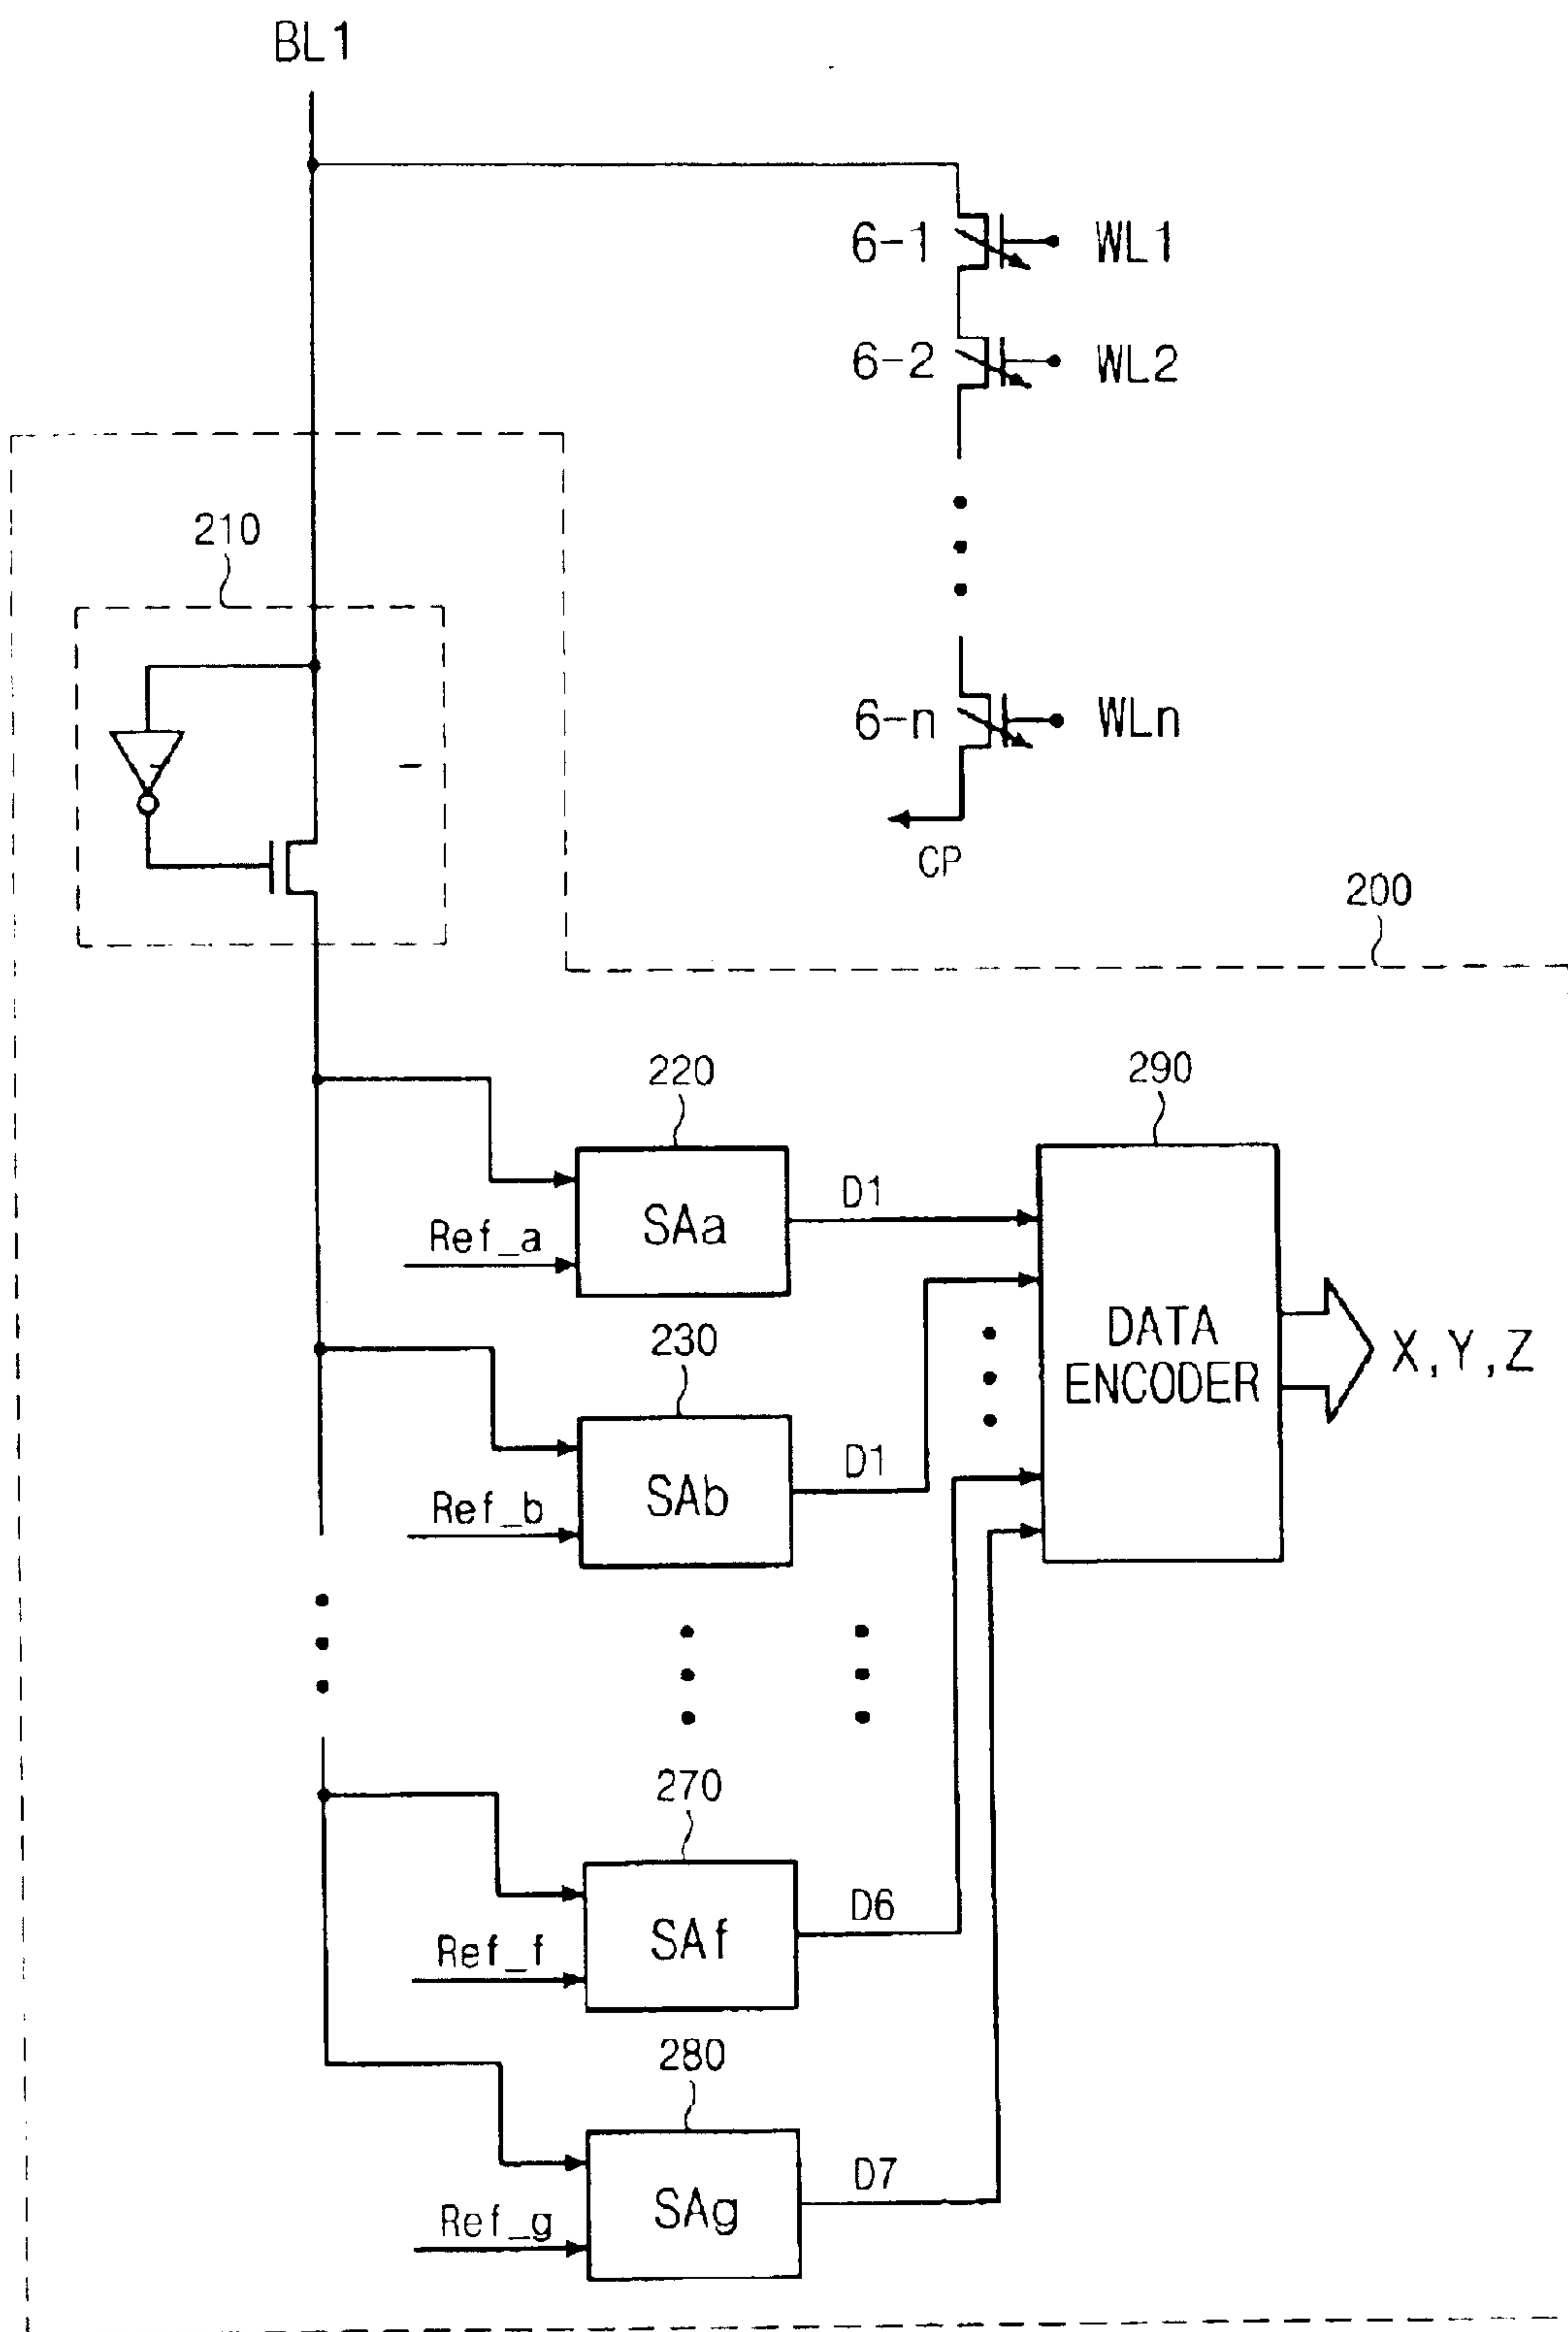 BL1
6-1 WL1
6-2 WL2
210
6-n WLn
CP
200
220
290
SAa
D1
Ref_a
230
DATA
ENCODER
X,Y,Z
SAb
D1
Ref_b
270
SAf
D6
Ref_f
280
SAg
D7
Ref_g